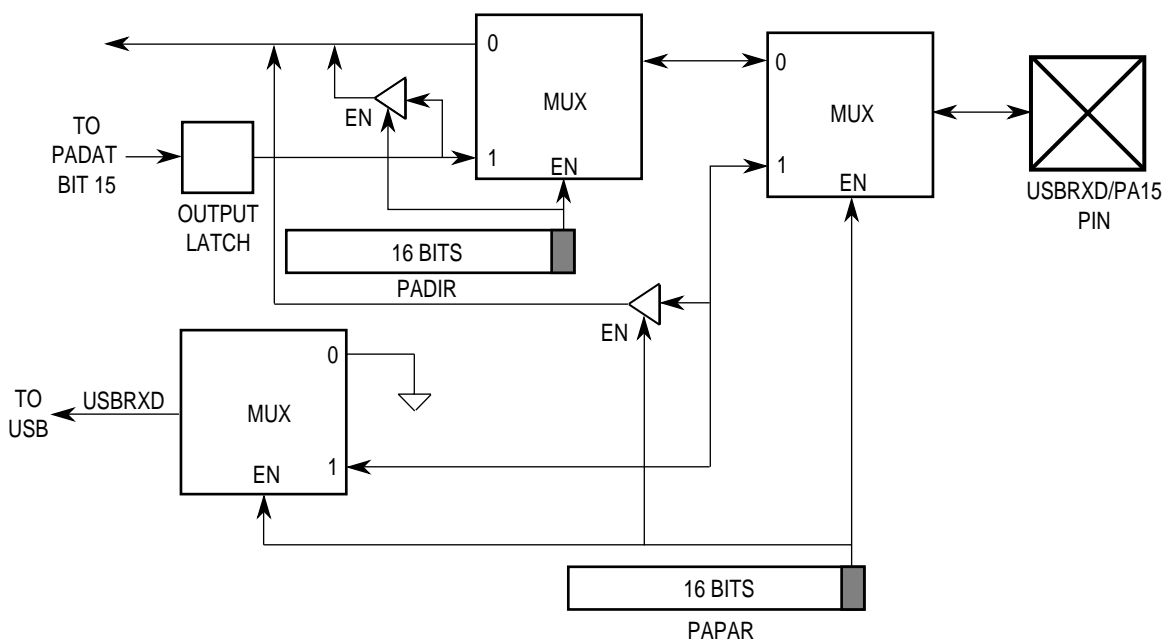 0
MUX
EN
1
EN
TO
PADAT
BIT 15
OUTPUT
LATCH
16 BITS
PADIR
0
MUX
1
EN
USBRXD/PA15
PIN
EN
0
MUX
EN
1
TO
USB
USBRXD
16 BITS
PAPAR